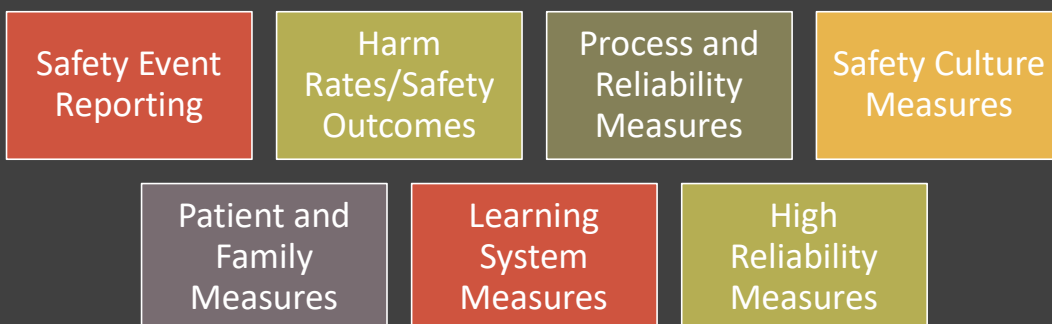 Safety Event
Reporting
Harm
Rates/Safety
Outcomes
Process and
Reliability
Measures
Safety Culture
Measures
Patient and
Family
Measures
Learning
System
Measures
High
Reliability
Measures